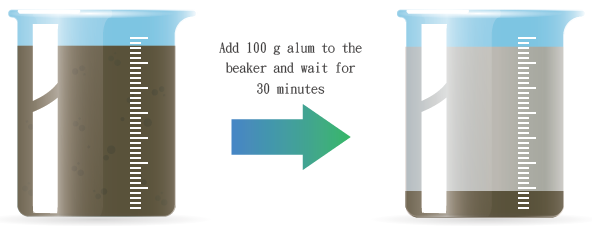 Add 100 g alum to the
beaker and wait for
30 minutes